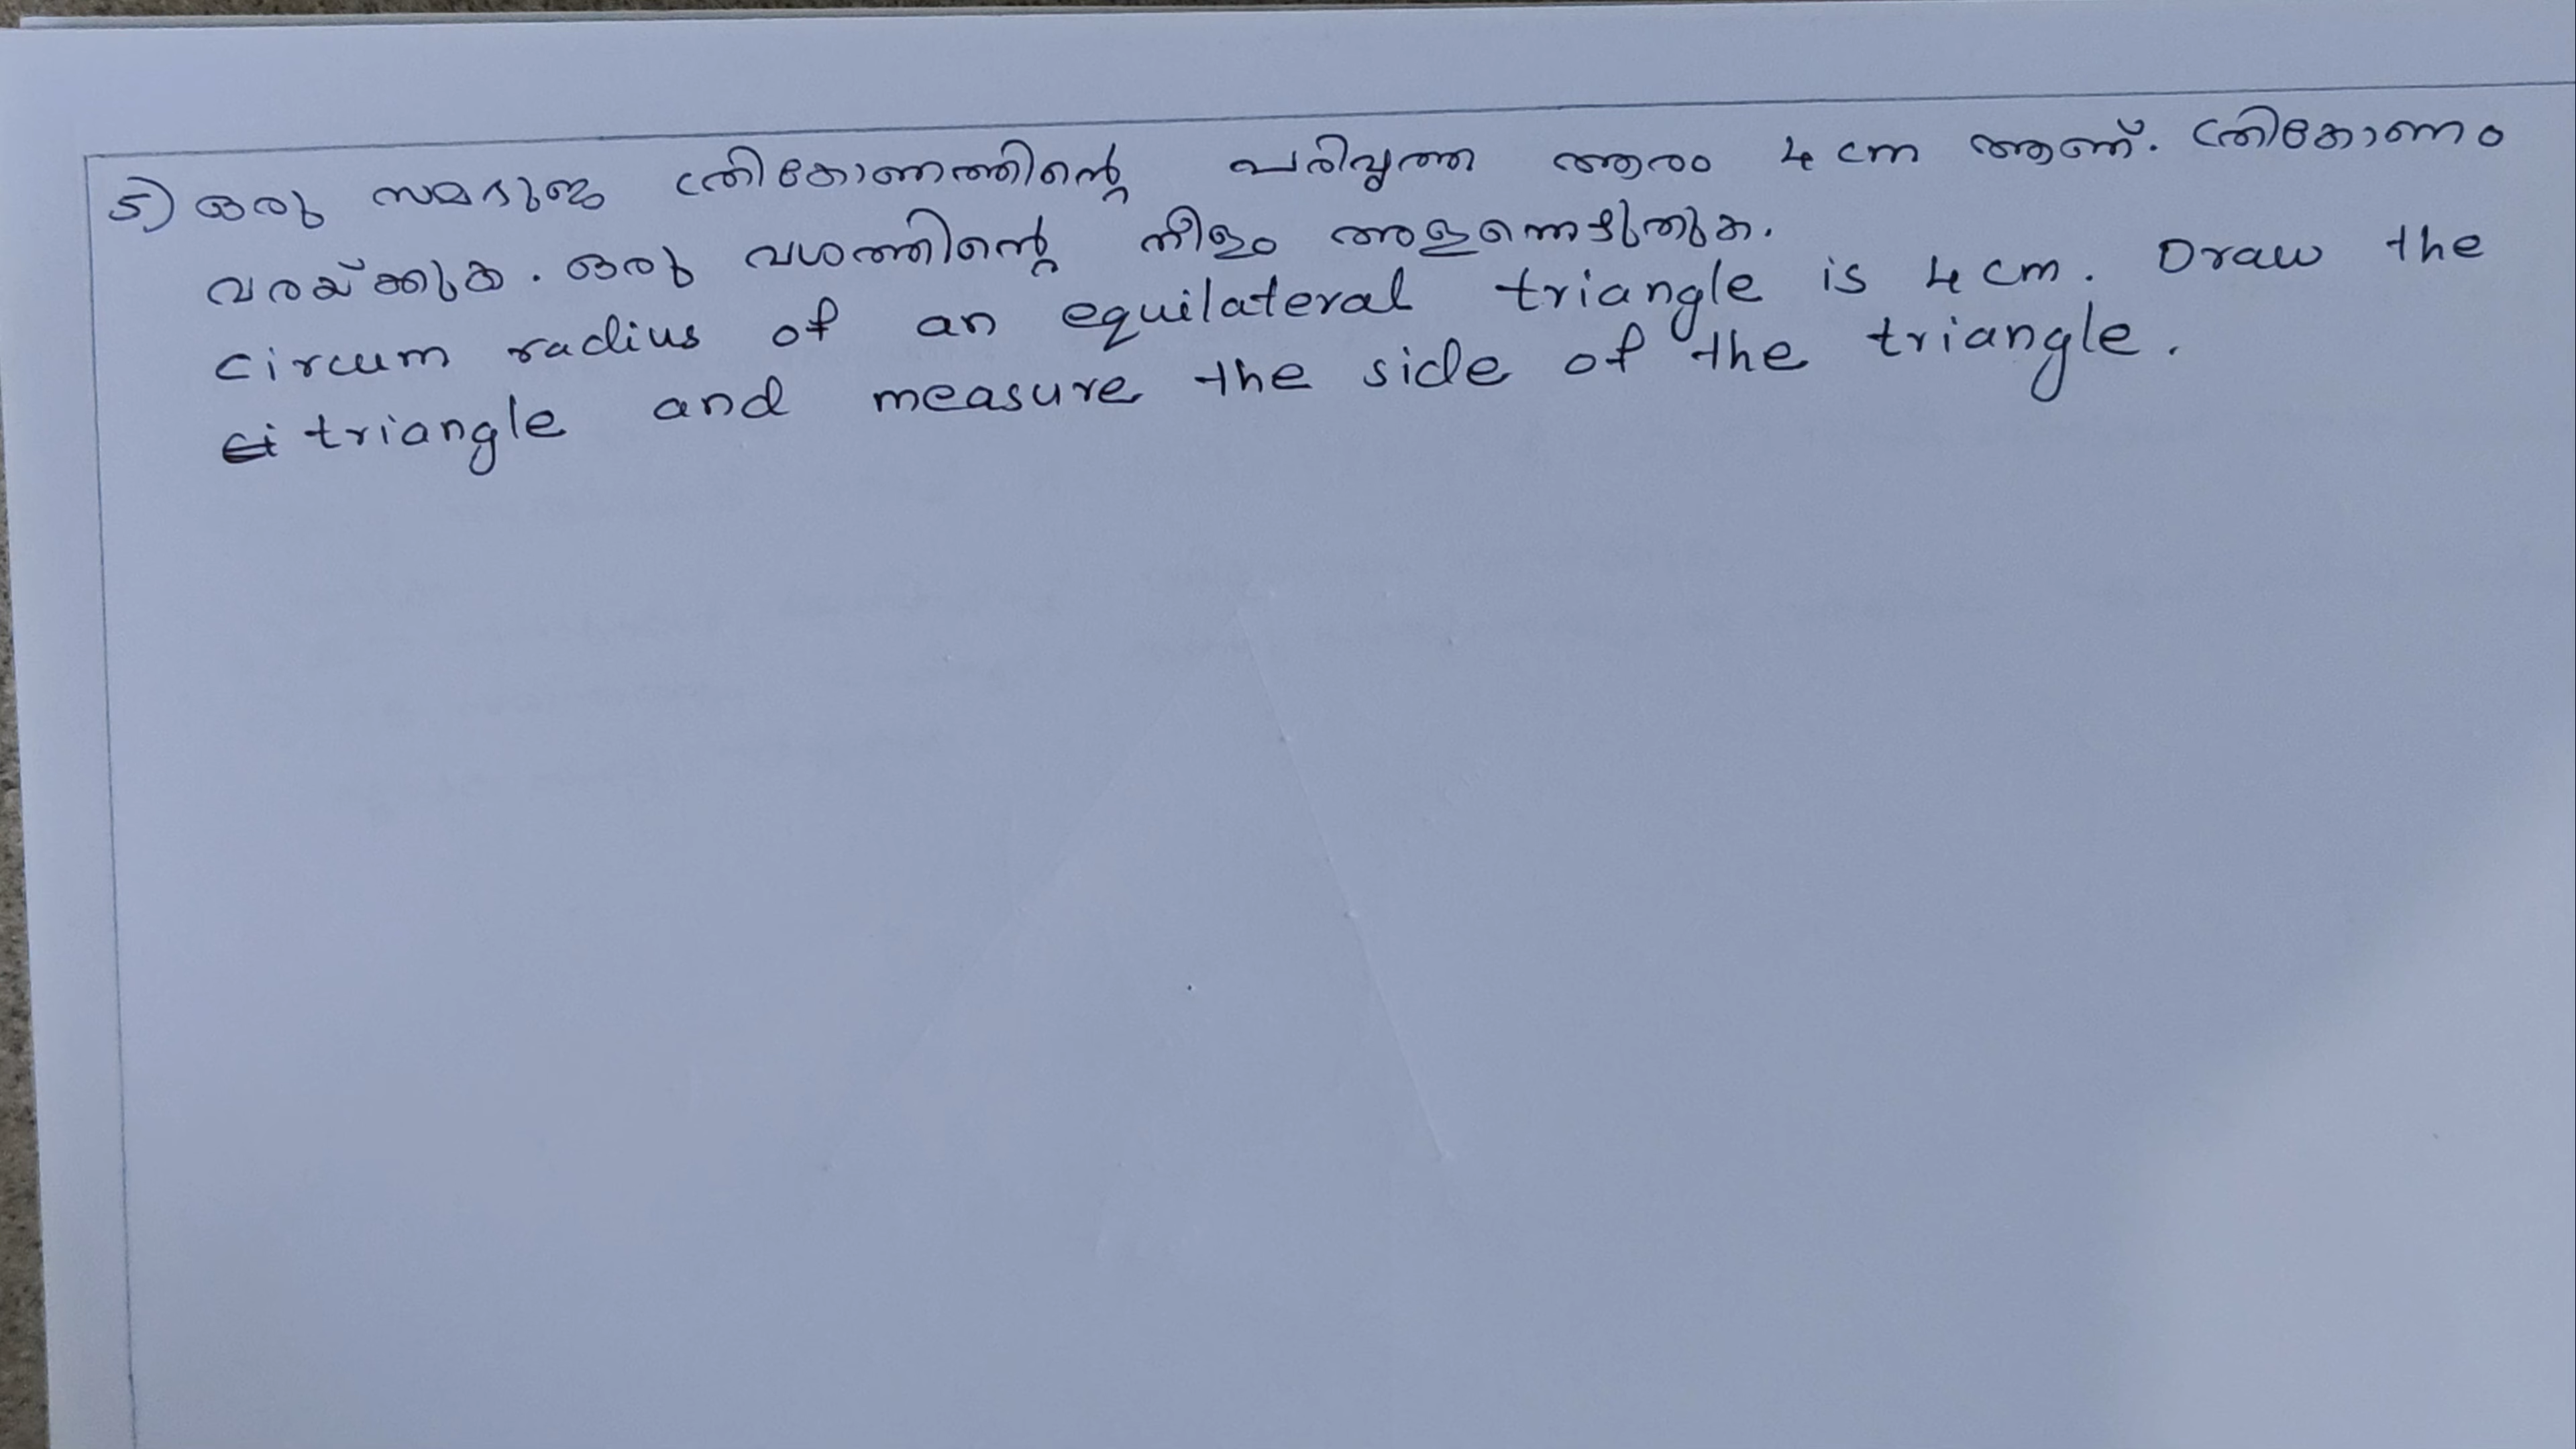 5) ഒരു സമഭുജ ത്രികോണത്തിന്റെ പരിവൃത്ത ആരം 4 cm ആണ്. ത്രികോണം
വരയ്ക്കുക. ഒരു വശത്തിന്റെ നീളം അളന്നെഴുതുക.
circum radius of an equilateral triangle is 4 cm. Draw the
triangle and measure the side of the triangle.